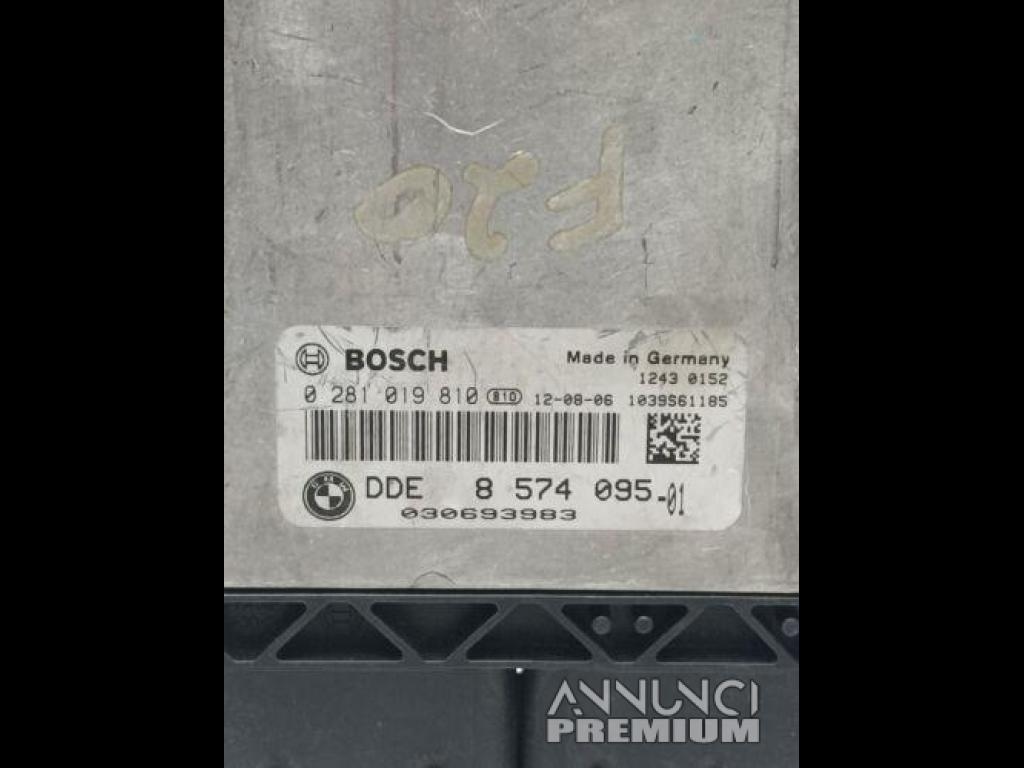 F20
BOSCH Made in Germany
1243 0152
0 281 019 810 810 12-08-06 1039S61185
DDE 8 574 095-01
030693983
ANNUNCI
PREMIUM